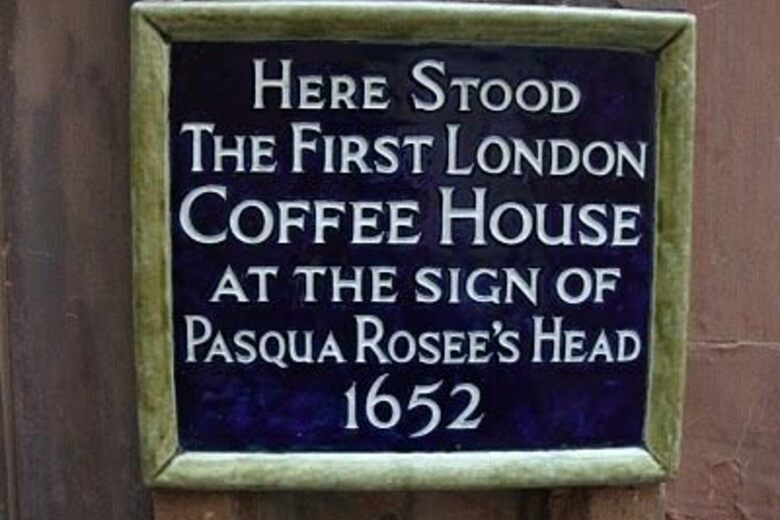 HERE STOOD
THE FIRST LONDON
COFFEE HOUSE
AT THE SIGN OF
PASQUA ROSEE'S HEAD
1652